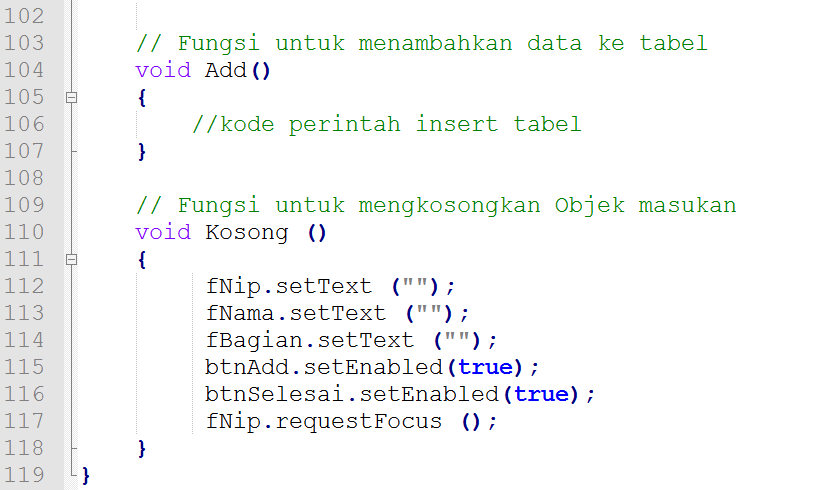 102
103 // Fungsi untuk menambahkan data ke tabel
104 void Add()
105 {
106 //kode perintah insert tabel
107 }
108
109 // Fungsi untuk mengkosongkan Objek masukan
110 void Kosong ()
111 {
112 fNip.setText ("");
113 fNama.setText ("");
114 fBagian.setText ("");
115 btnAdd.setEnabled(true);
116 btnSelesai.setEnabled(true);
117 fNip.requestFocus ();
118 }
119 }